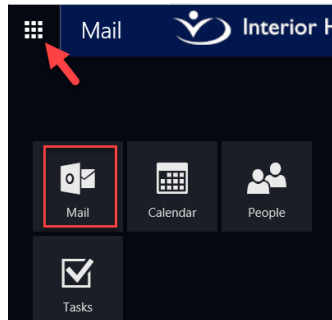 Mail
Interior H
Mail
Calendar
People
Tasks